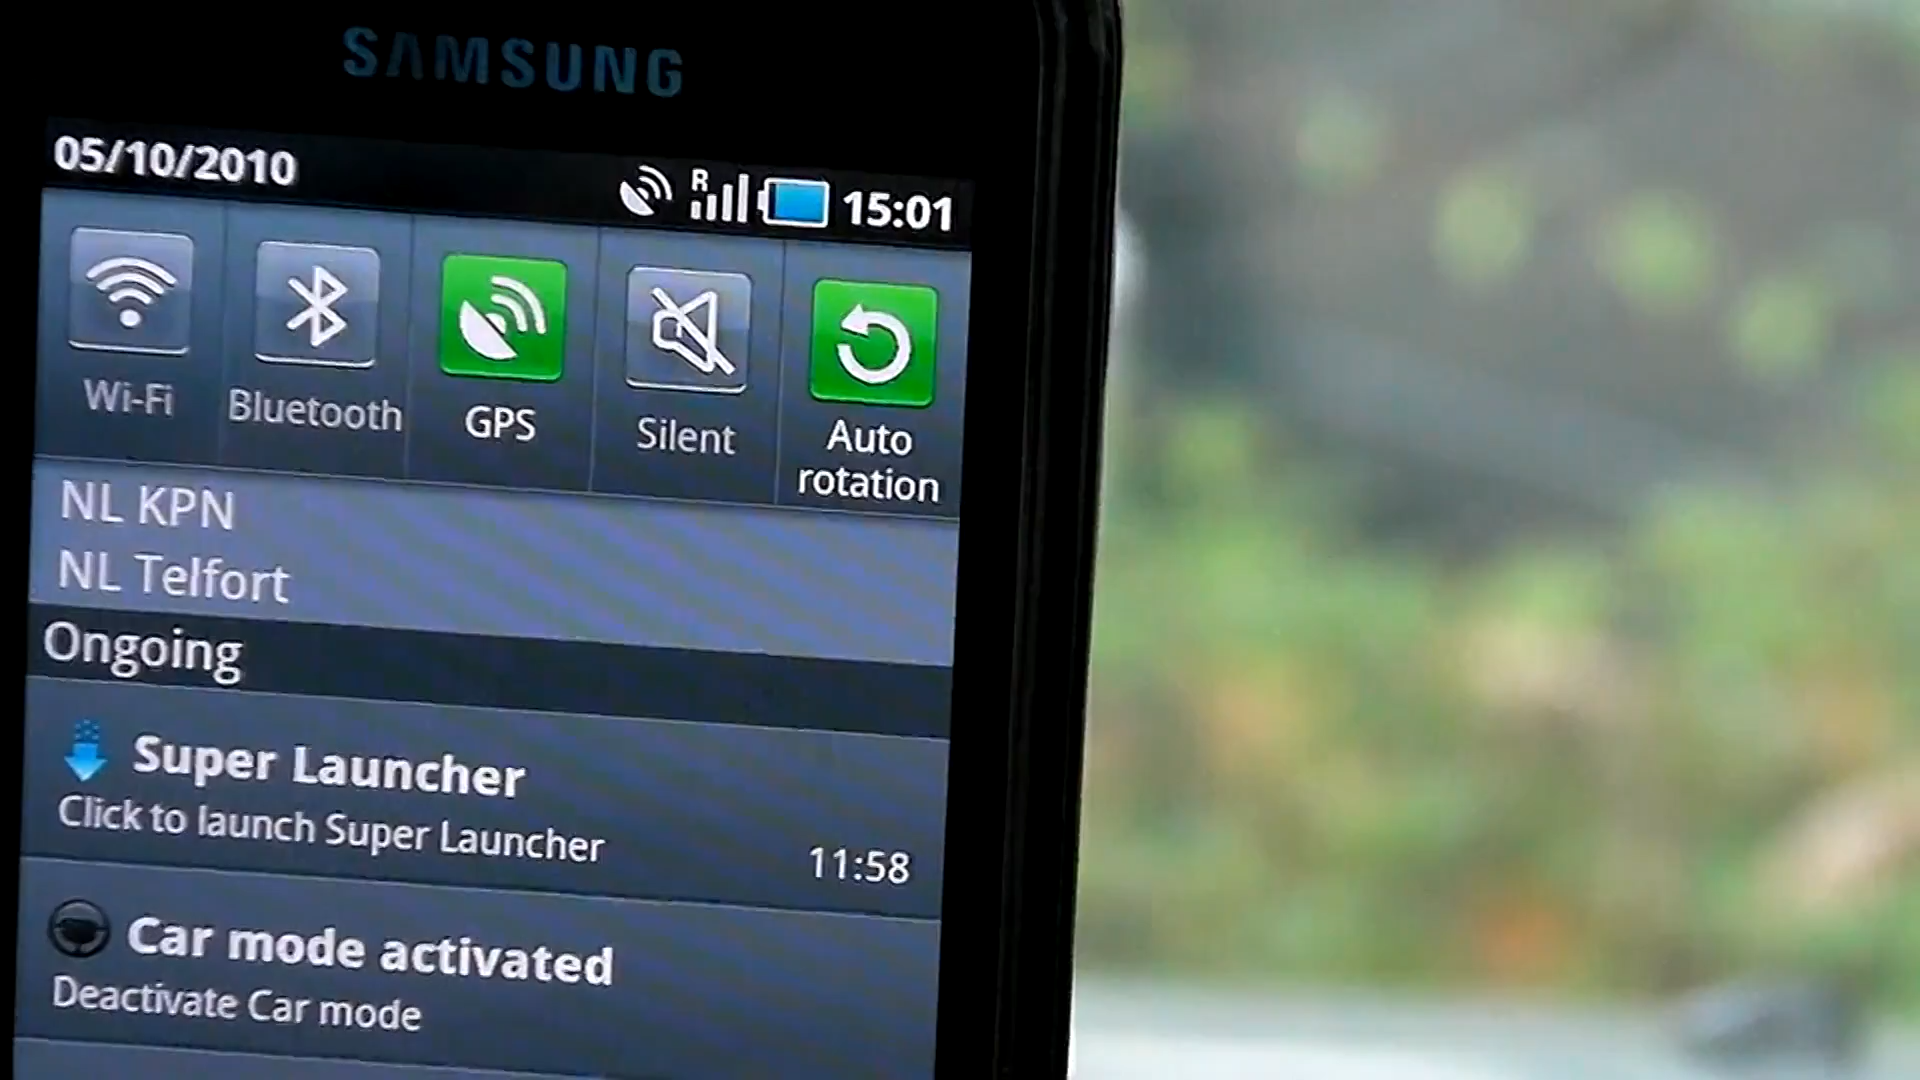 SAMSUNG
05/10/2010
R
15:01
Wi-Fi
Bluetooth
GPS
Silent
Auto
rotation
NL KPN
NL Telfort
Ongoing
Super Launcher
Click to launch Super Launcher
11:58
Car mode activated
Deactivate Car mode